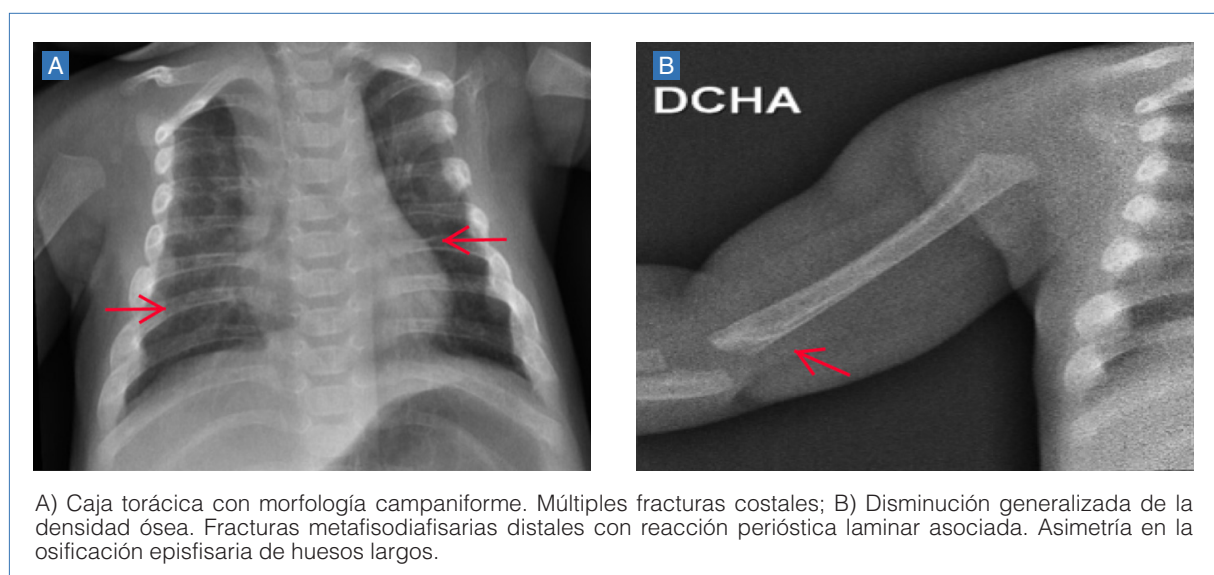 A
B
DCHA
A) Caja torácica con morfología campaniforme. Múltiples fracturas costales; B) Disminución generalizada de la
densidad ósea. Fracturas metafisodiafisarias distales con reacción perióstica laminar asociada. Asimetría en la
osificación episfisaria de huesos largos.